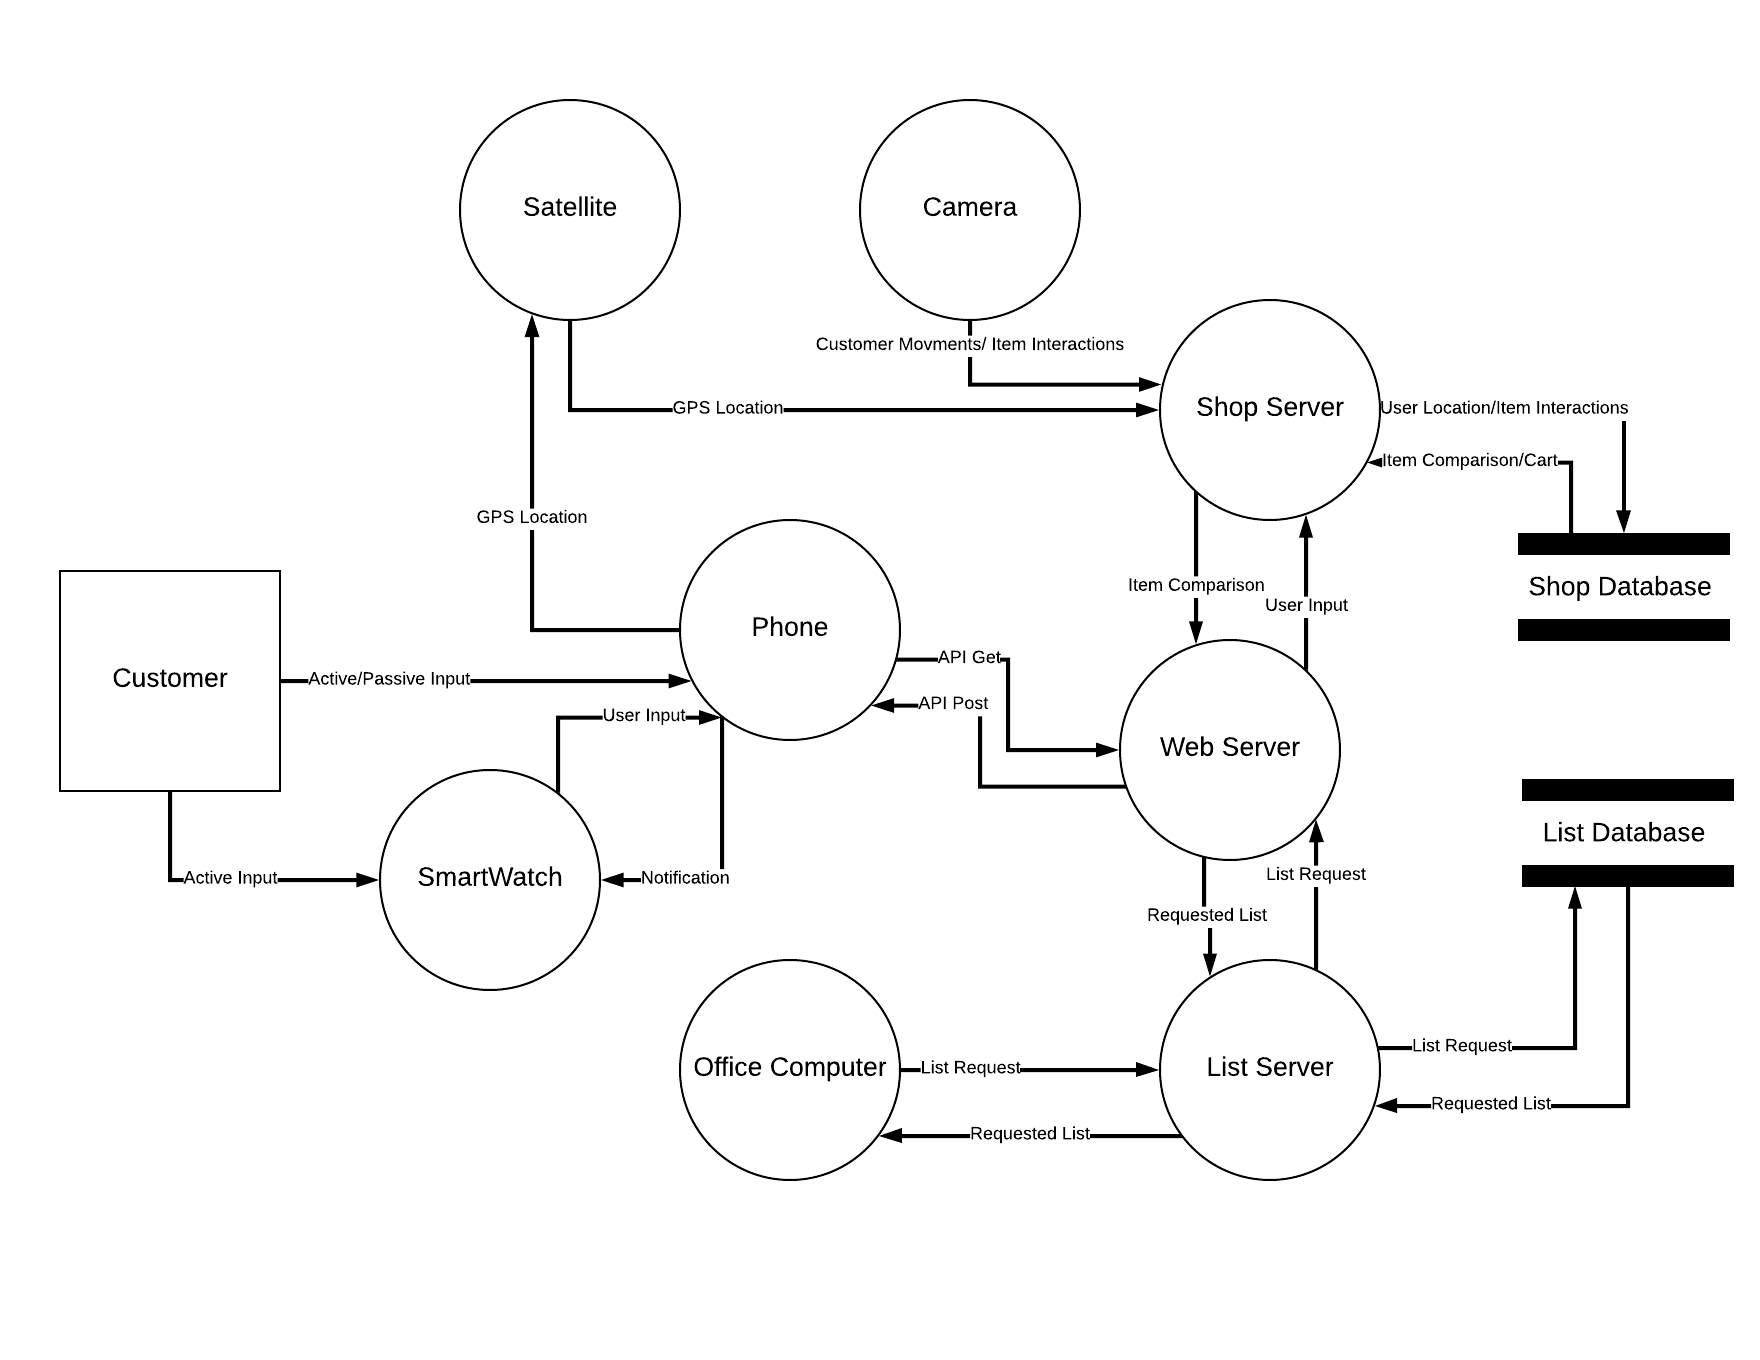 Satellite
Camera
Customer Movments/ Item Interactions
GPS Location
Shop Server
User Location/Item Interactions
Item Comparison/Cart
GPS Location
Shop Database
Item Comparison
User Input
Phone
API Get
API Post
Customer
Active/Passive Input
User Input
Web Server
List Database
SmartWatch
Active Input
Notification
List Request
Requested List
Office Computer
List Request
List Server
List Request
Requested List
Requested List